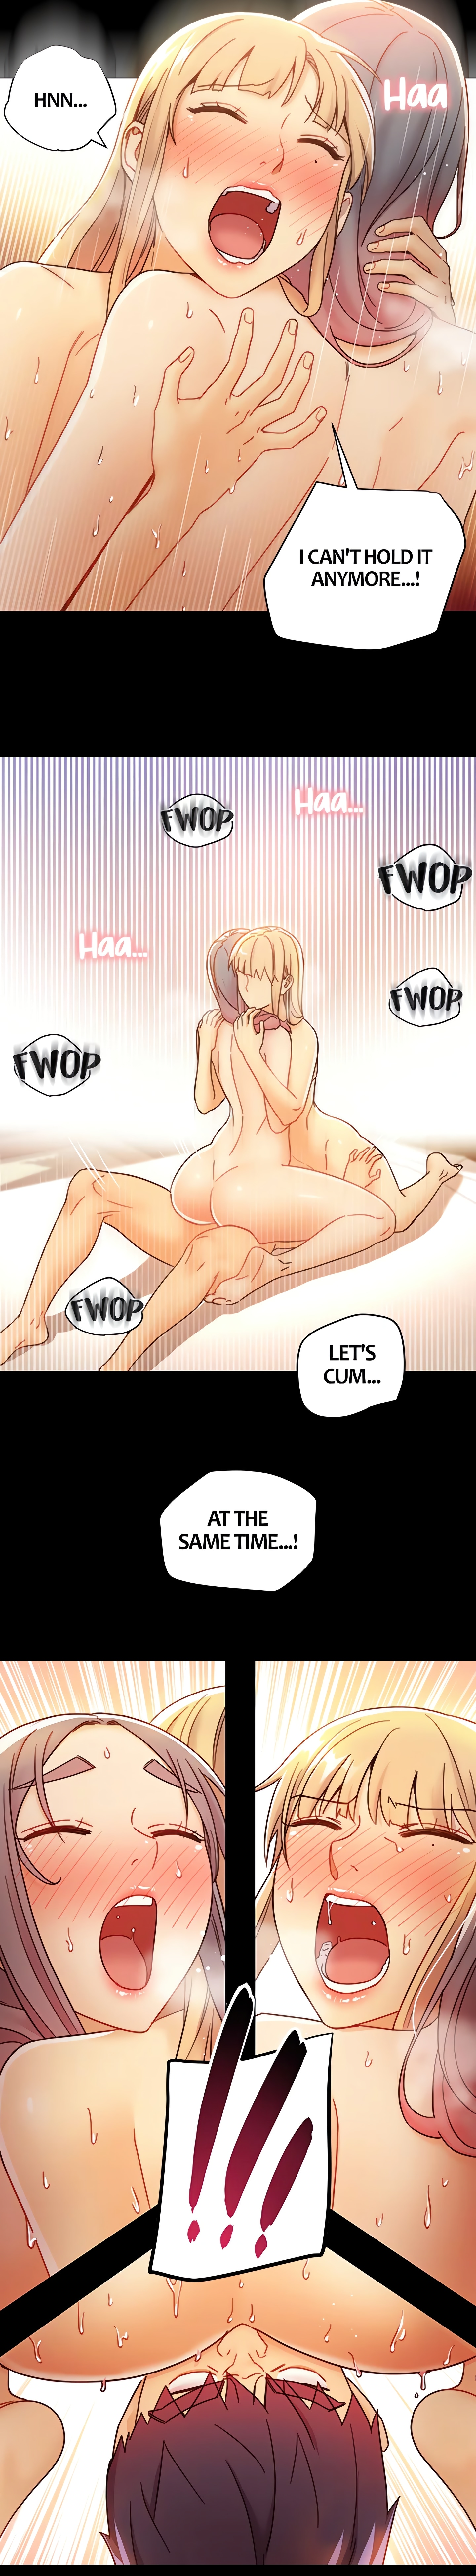 HNN...
Haa
I CAN'T HOLD IT
ANYMORE...!
Haa...
FWOP
FWOP
Haa...
FWOP
FWOP
FWOP
LET'S
CUM...
AT THE
SAME TIME...!
!!!